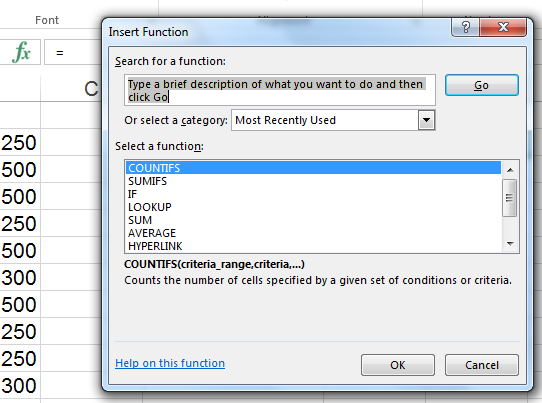 Font
Insert Function
? X
fx =
Search for a function:
Type a brief description of what you want to do and then
click Go
Go
Or select a category: Most Recently Used
Select a function:
COUNTIFS
SUMIFS
IF
LOOKUP
SUM
AVERAGE
HYPERLINK
COUNTIFS(criteria_range,criteria,...)
Counts the number of cells specified by a given set of conditions or criteria.
Help on this function
OK Cancel
C
250
500
500
250
500
300
500
250
250
300